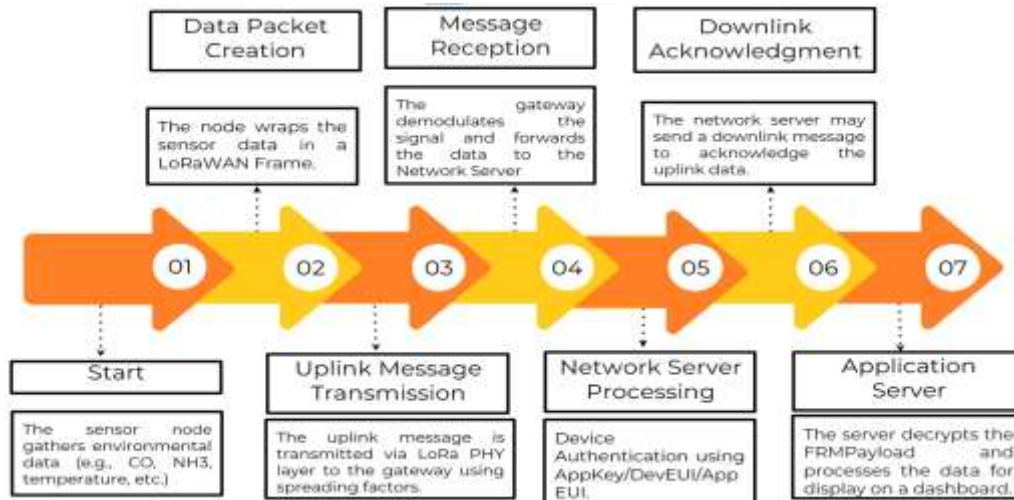 Data Packet
Creation
Message
Reception
Downlink
Acknowledgment
The node wraps the
sensor data in a
LoRaWAN Frame.
The gateway
demodulates the
signal and forwards
the data to the
Network Server
The network server may
send a downlink message
to acknowledge the
uplink data.
01
02
03
04
05
06
07
Start
Uplink Message
Transmission
Network Server
Processing
Application
Server
The sensor node
gathers environmental
data (e.g., CO, NH3,
temperature, etc.)
The uplink message is
transmitted via LoRa PHY
layer to the gateway using
spreading factors.
Device
Authentication using
AppKey/DevEUI/App
EUI.
The server decrypts the
FRMPayload and
processes the data for
display on a dashboard.